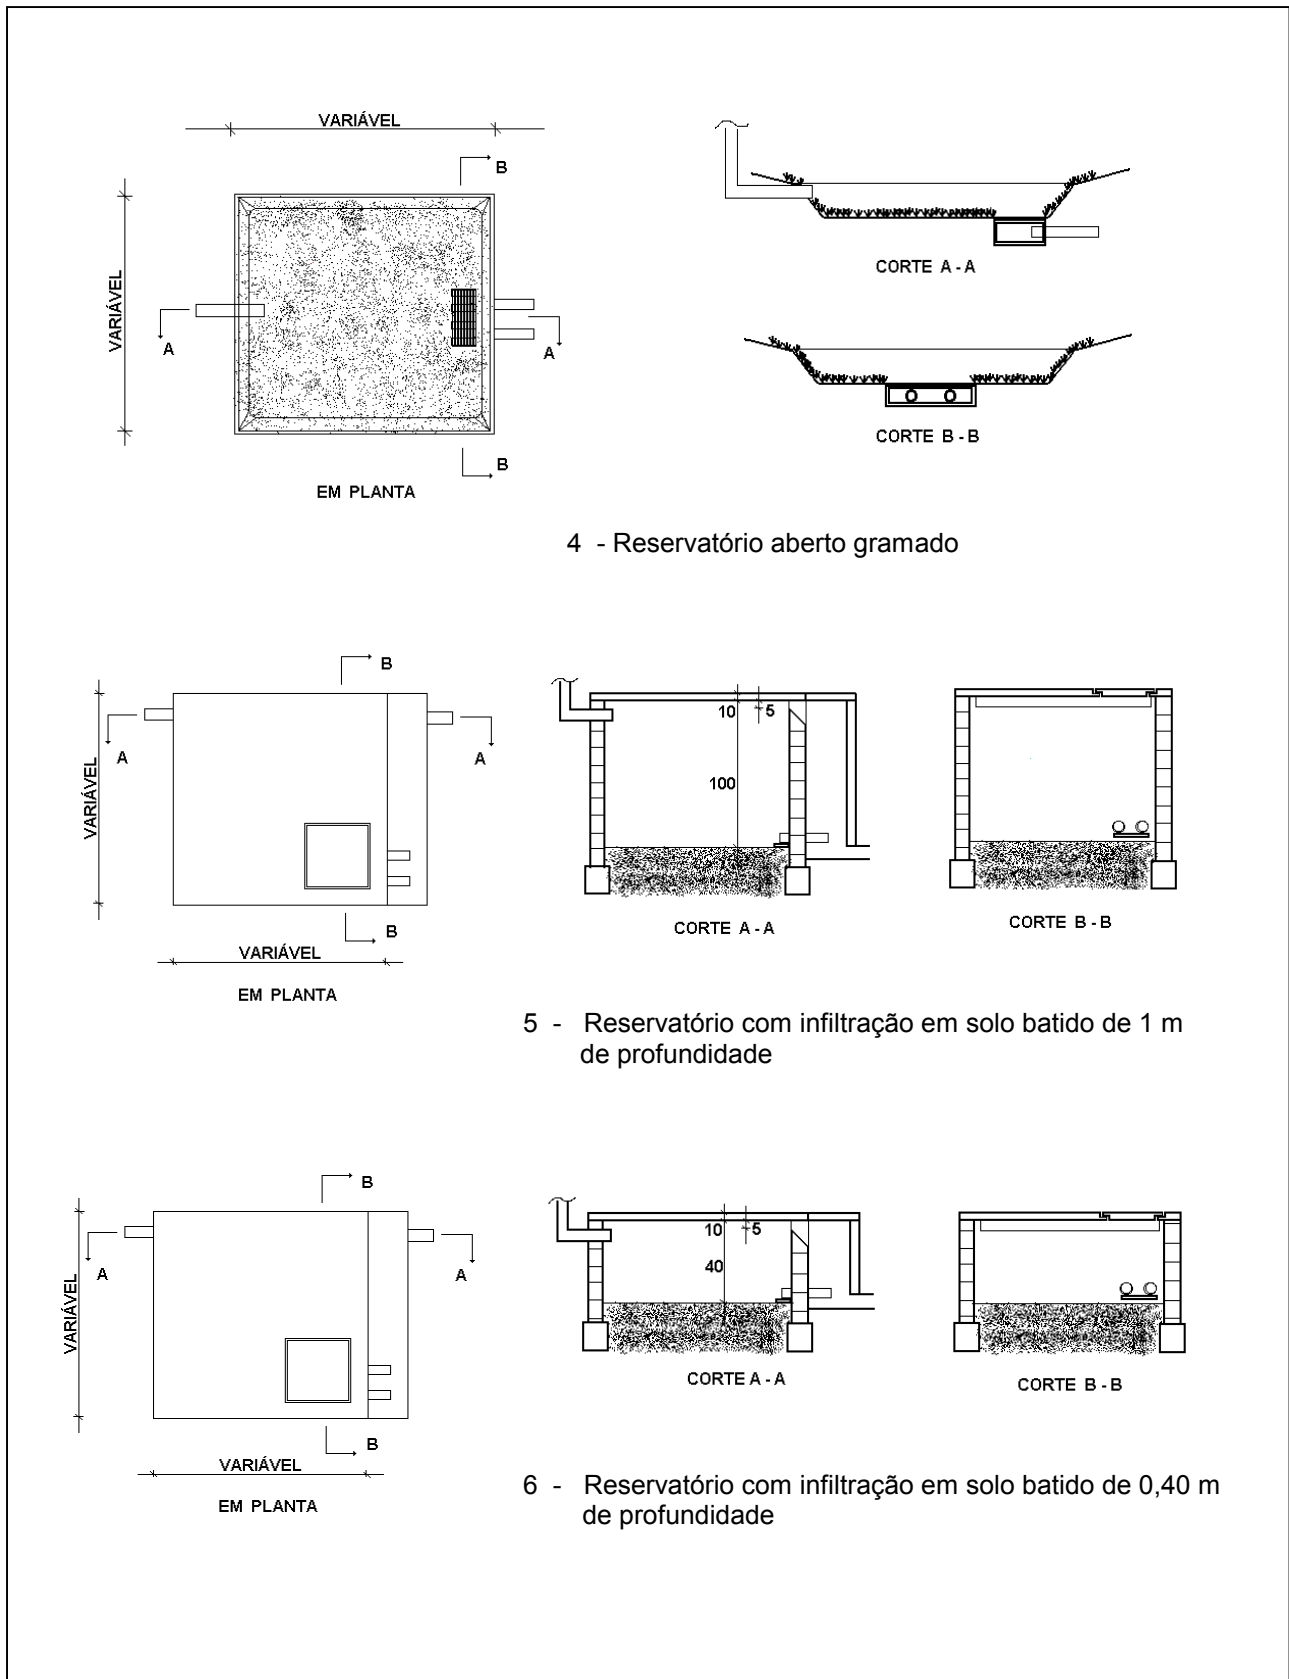 VARIÁVEL
B
VARIÁVEL
A
A
B
EM PLANTA
CORTE A - A
CORTE B - B
4 - Reservatório aberto gramado
B
A
A
VARIÁVEL
B
VARIÁVEL
EM PLANTA
10
5
100
CORTE A - A
CORTE B - B
5 - Reservatório com infiltração em solo batido de 1 m
de profundidade
B
A
A
VARIÁVEL
B
VARIÁVEL
EM PLANTA
10
5
40
CORTE A - A
CORTE B - B
6 - Reservatório com infiltração em solo batido de 0,40 m
de profundidade